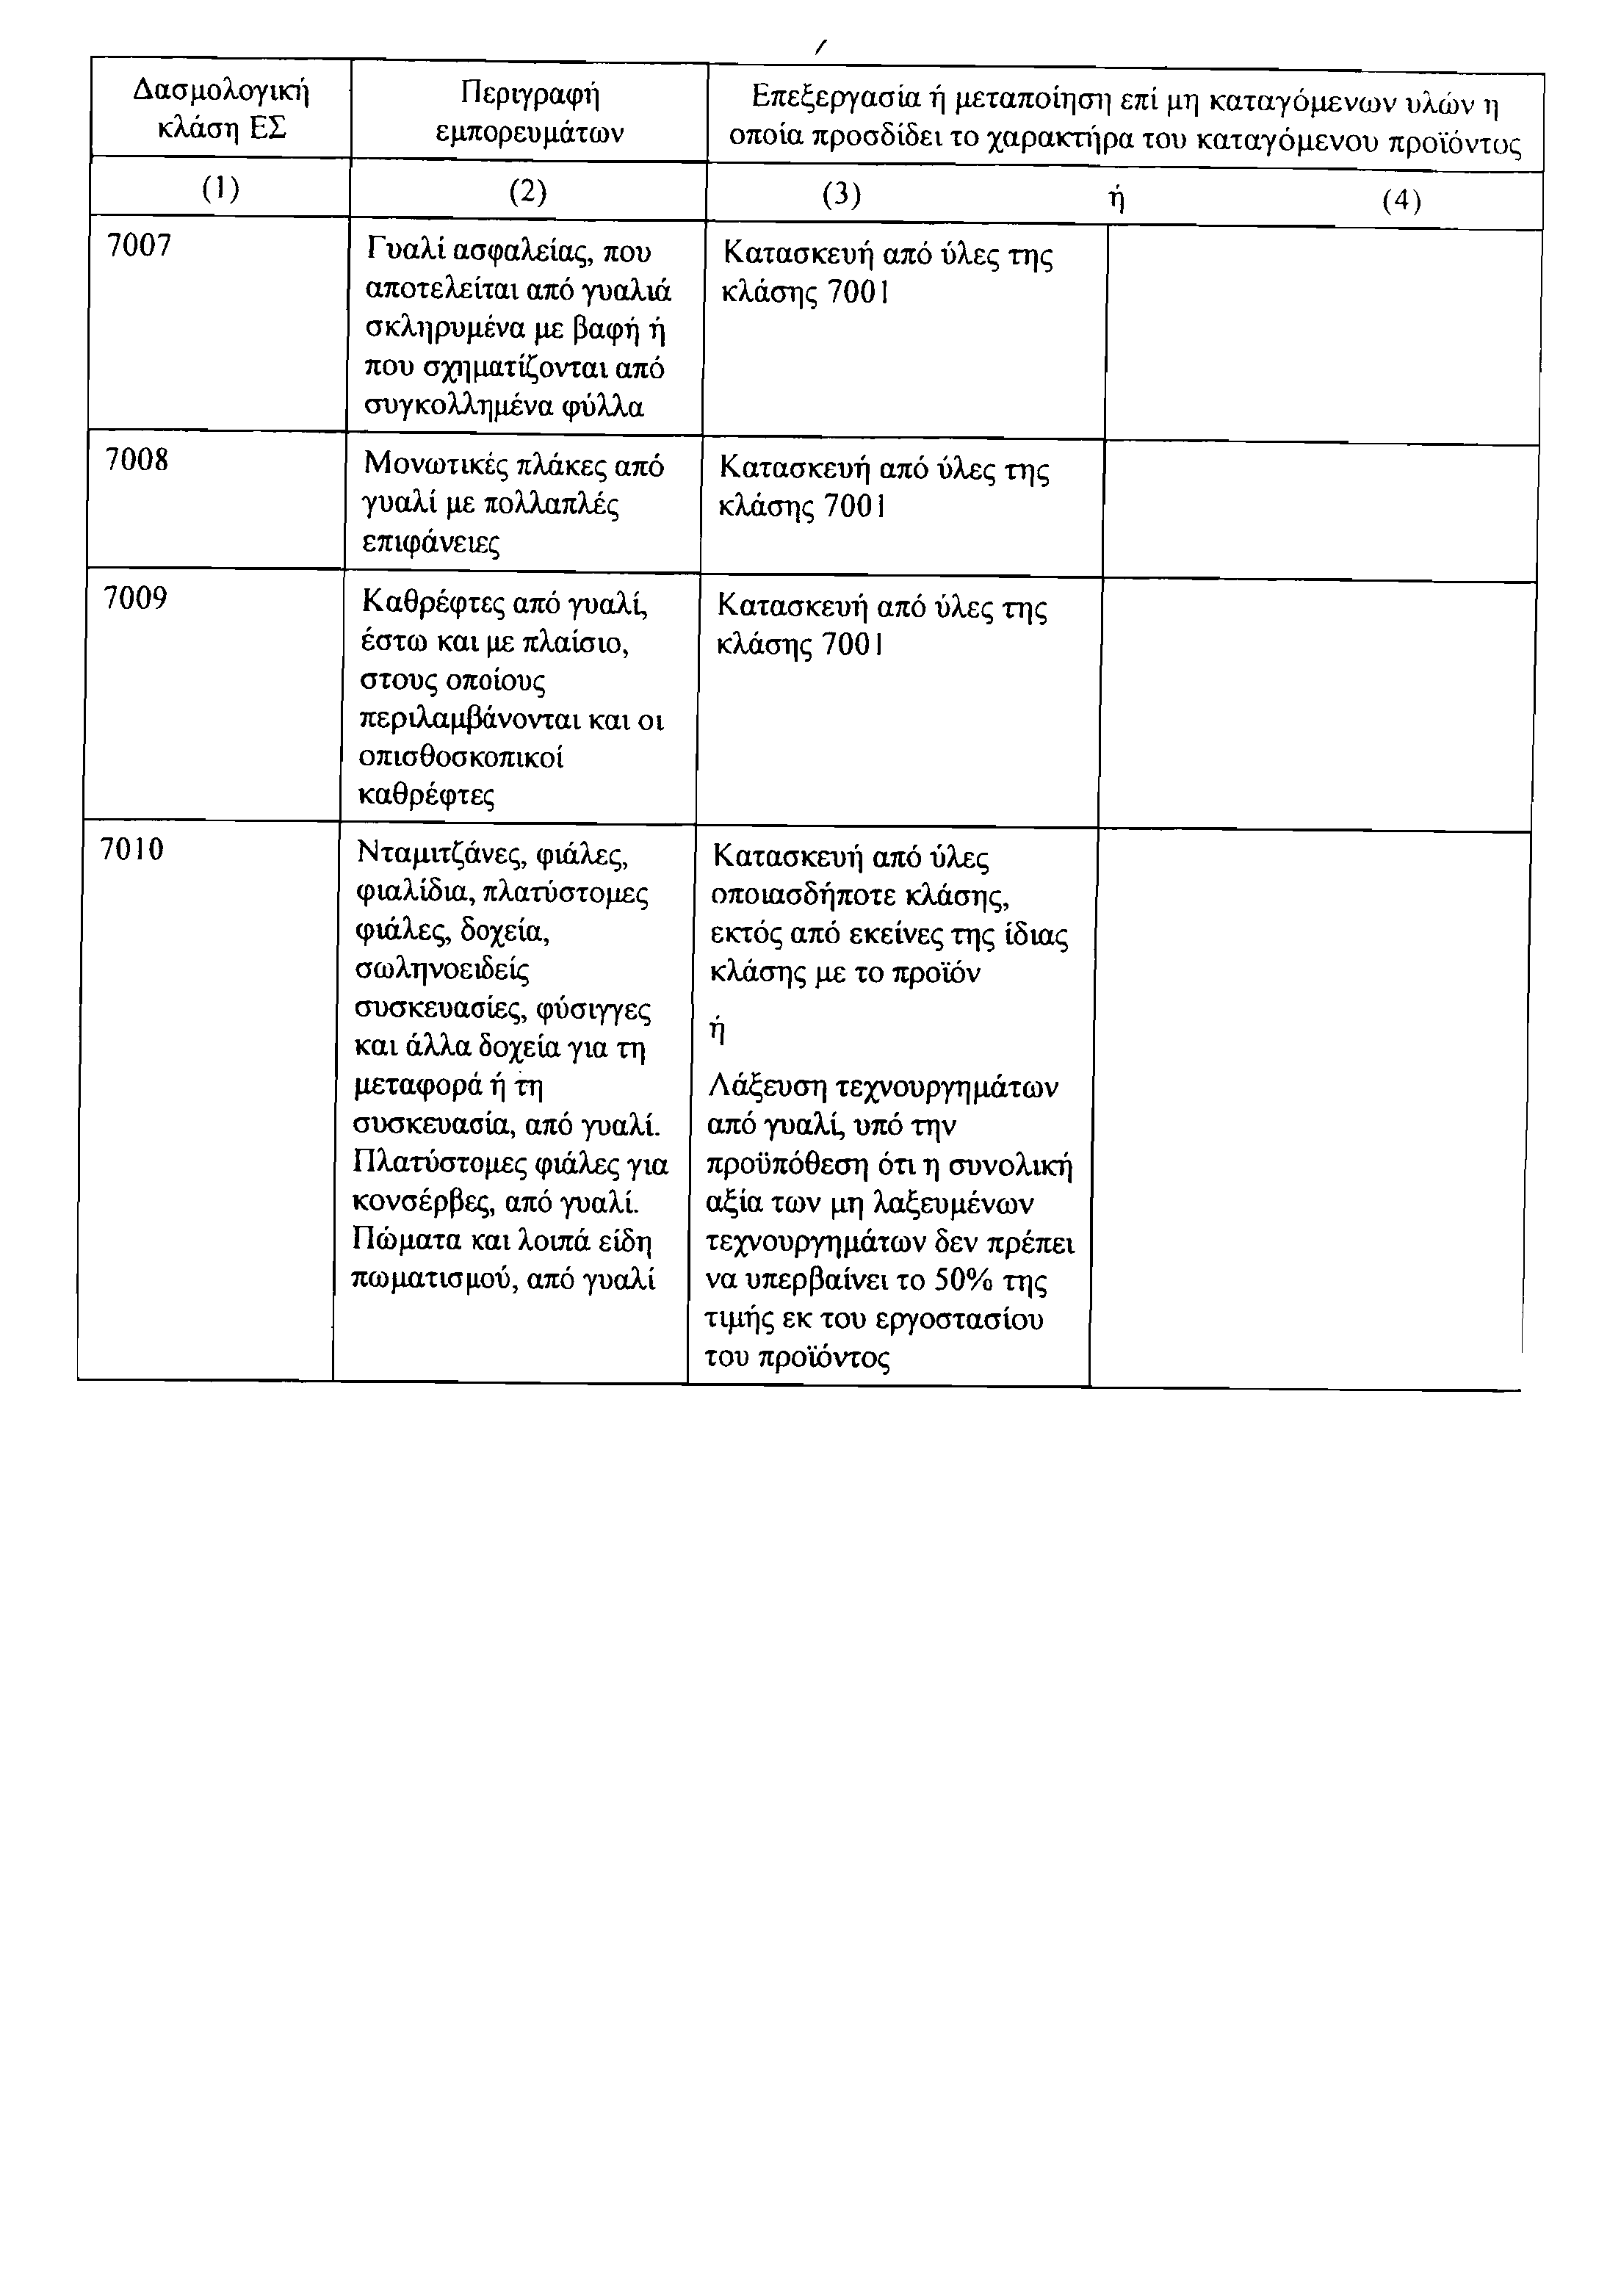 Δασμολογική
κλάση ΕΣ
Περιγραφή
εμπορευμάτων
Επεξεργασία ή μεταποίηση επί μη καταγόμενων υλών η
οποία προσδίδει το χαρακτήρα του καταγόμενου προϊόντος
(1)
(2)
(3) ή (4)
7007
Γυαλί ασφαλείας, που
αποτελείται από γυαλιά
σκληρυμένα με βαφή ή
που σχηματίζονται από
συγκολλημένα φύλλα
Κατασκευή από ύλες της
κλάσης 7001
7008
Μονωτικές πλάκες από
γυαλί με πολλαπλές
επιφάνειες
Κατασκευή από ύλες της
κλάσης 7001
7009
Καθρέφτες από γυαλί,
έστω και με πλαίσιο,
στους οποίους
περιλαμβάνονται και οι
οπισθοσκοπικοί
καθρέφτες
Κατασκευή από ύλες της
κλάσης 7001
7010
Νταμιτζάνες, φιάλες,
φιαλίδια, πλατύστομες
φιάλες, δοχεία,
σωληνοειδείς
συσκευασίες, φύσιγγες
και άλλα δοχεία για τη
μεταφορά ή τη
συσκευασία, από γυαλί.
Πλατύστομες φιάλες για
κονσέρβες, από γυαλί.
Πώματα και λοιπά είδη
πωματισμού, από γυαλί
Κατασκευή από ύλες
οποιασδήποτε κλάσης,
εκτός από εκείνες της ίδιας
κλάσης με το προϊόν
ή
Λάξευση τεχνουργημάτων
από γυαλί, υπό την
προϋπόθεση ότι η συνολική
αξία των μη λαξευμένων
τεχνουργημάτων δεν πρέπει
να υπερβαίνει το 50% της
τιμής εκ του εργοστασίου
του προϊόντος